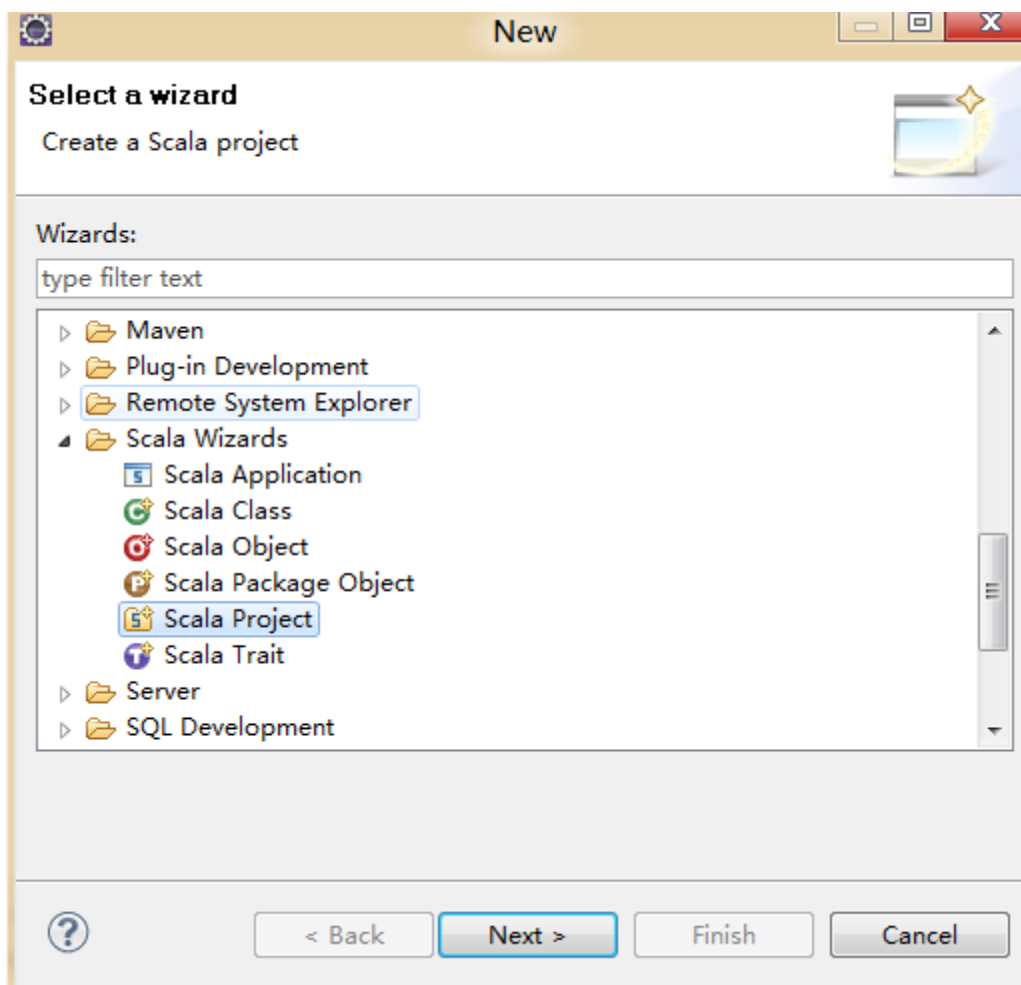 New
Select a wizard
Create a Scala project
Wizards:
type filter text
Maven
Plug-in Development
Remote System Explorer
Scala Wizards
Scala Application
Scala Class
Scala Object
Scala Package Object
Scala Project
Scala Trait
Server
SQL Development
< Back Next > Finish Cancel